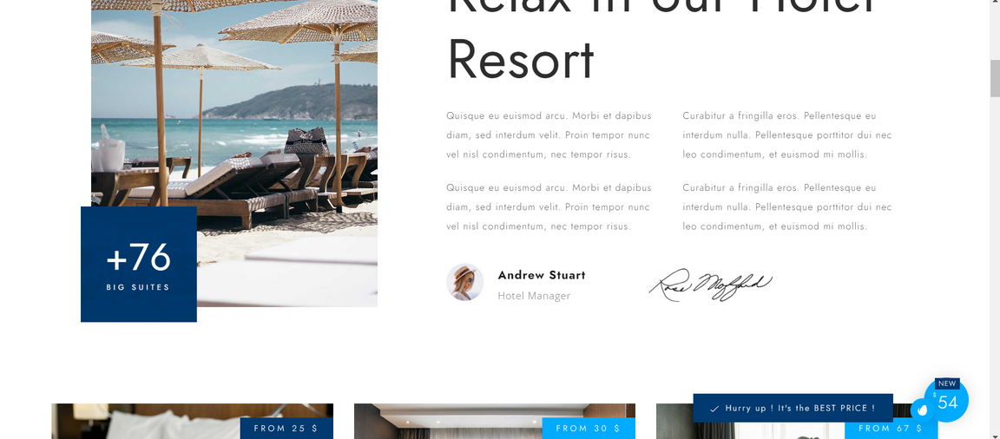 Relax in our Hotel
Resort
Quisque eu euismod arcu. Morbi et dapibus
diam, sed interdum velit. Proin tempor nunc
vel nisl condimentum, nec tempor risus.
Curabitur a fringilla eros. Pellentesque eu
interdum nulla. Pellentesque porttitor dui nec
leo condimentum, et euismod mi mollis.
Quisque eu euismod arcu. Morbi et dapibus
diam, sed interdum velit. Proin tempor nunc
vel nisl condimentum, nec tempor risus.
Curabitur a fringilla eros. Pellentesque eu
interdum nulla. Pellentesque porttitor dui nec
leo condimentum, et euismod mi mollis.
+76
BIG SUITES
Andrew Stuart
Hotel Manager
Rose Mofford
NEW
$54
Hurry up ! It's the BEST PRICE !
FROM 25 $
FROM 30 $
FROM 67 $